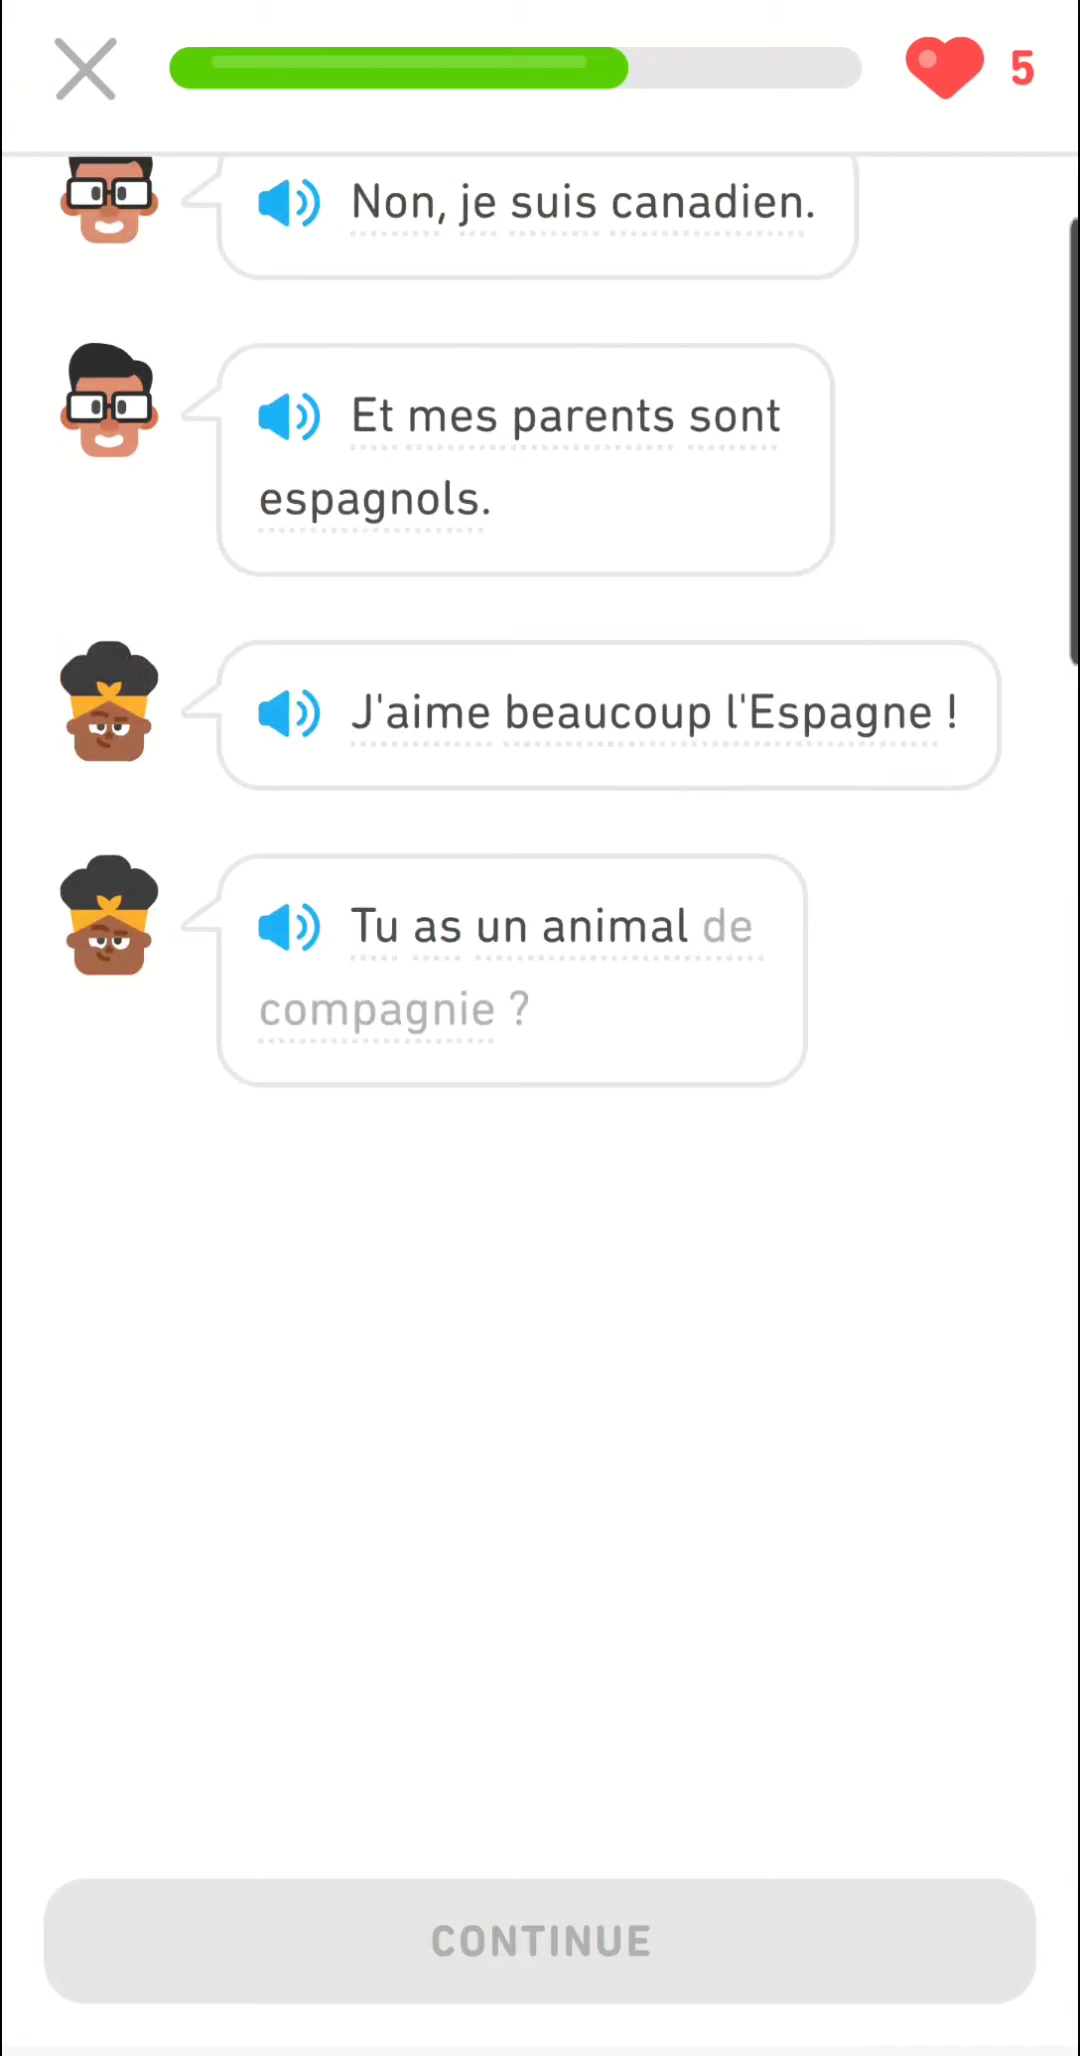 5
Non, je suis canadien.
Et mes parents sont
espagnols.
J'aime beaucoup l'Espagne !
Tu as un animal de
compagnie ?
CONTINUE